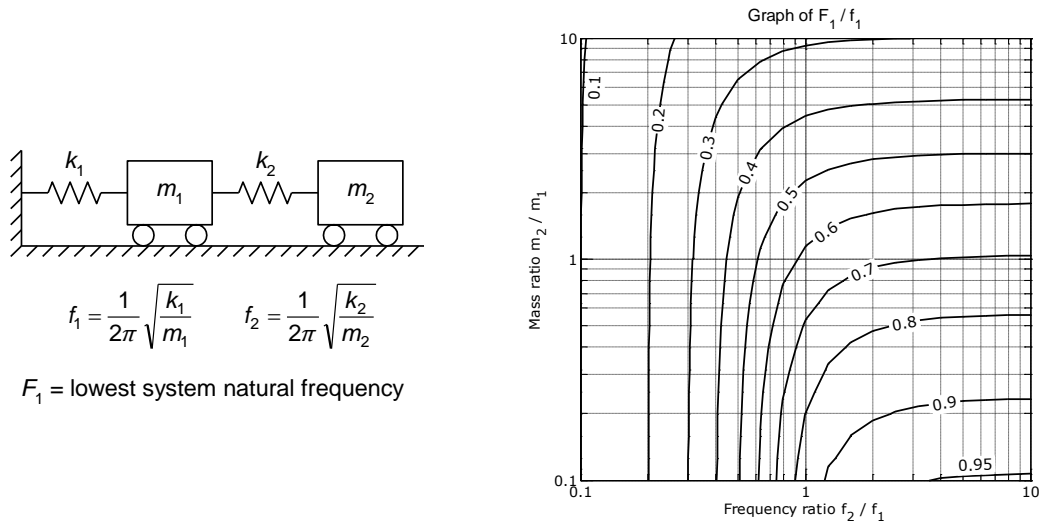 k₁
m₁
k₂
m₂
f₁ = 1/2π √k₁/m₁
f₂ = 1/2π √k₂/m₂
F₁ = lowest system natural frequency
Graph of F₁ / f₁
10
1
0.1
Mass ratio m₂ / m₁
0.1
0.2
0.3
0.4
0.5
0.6
0.7
0.8
0.9
0.95
0.1
1
10
Frequency ratio f₂ / f₁